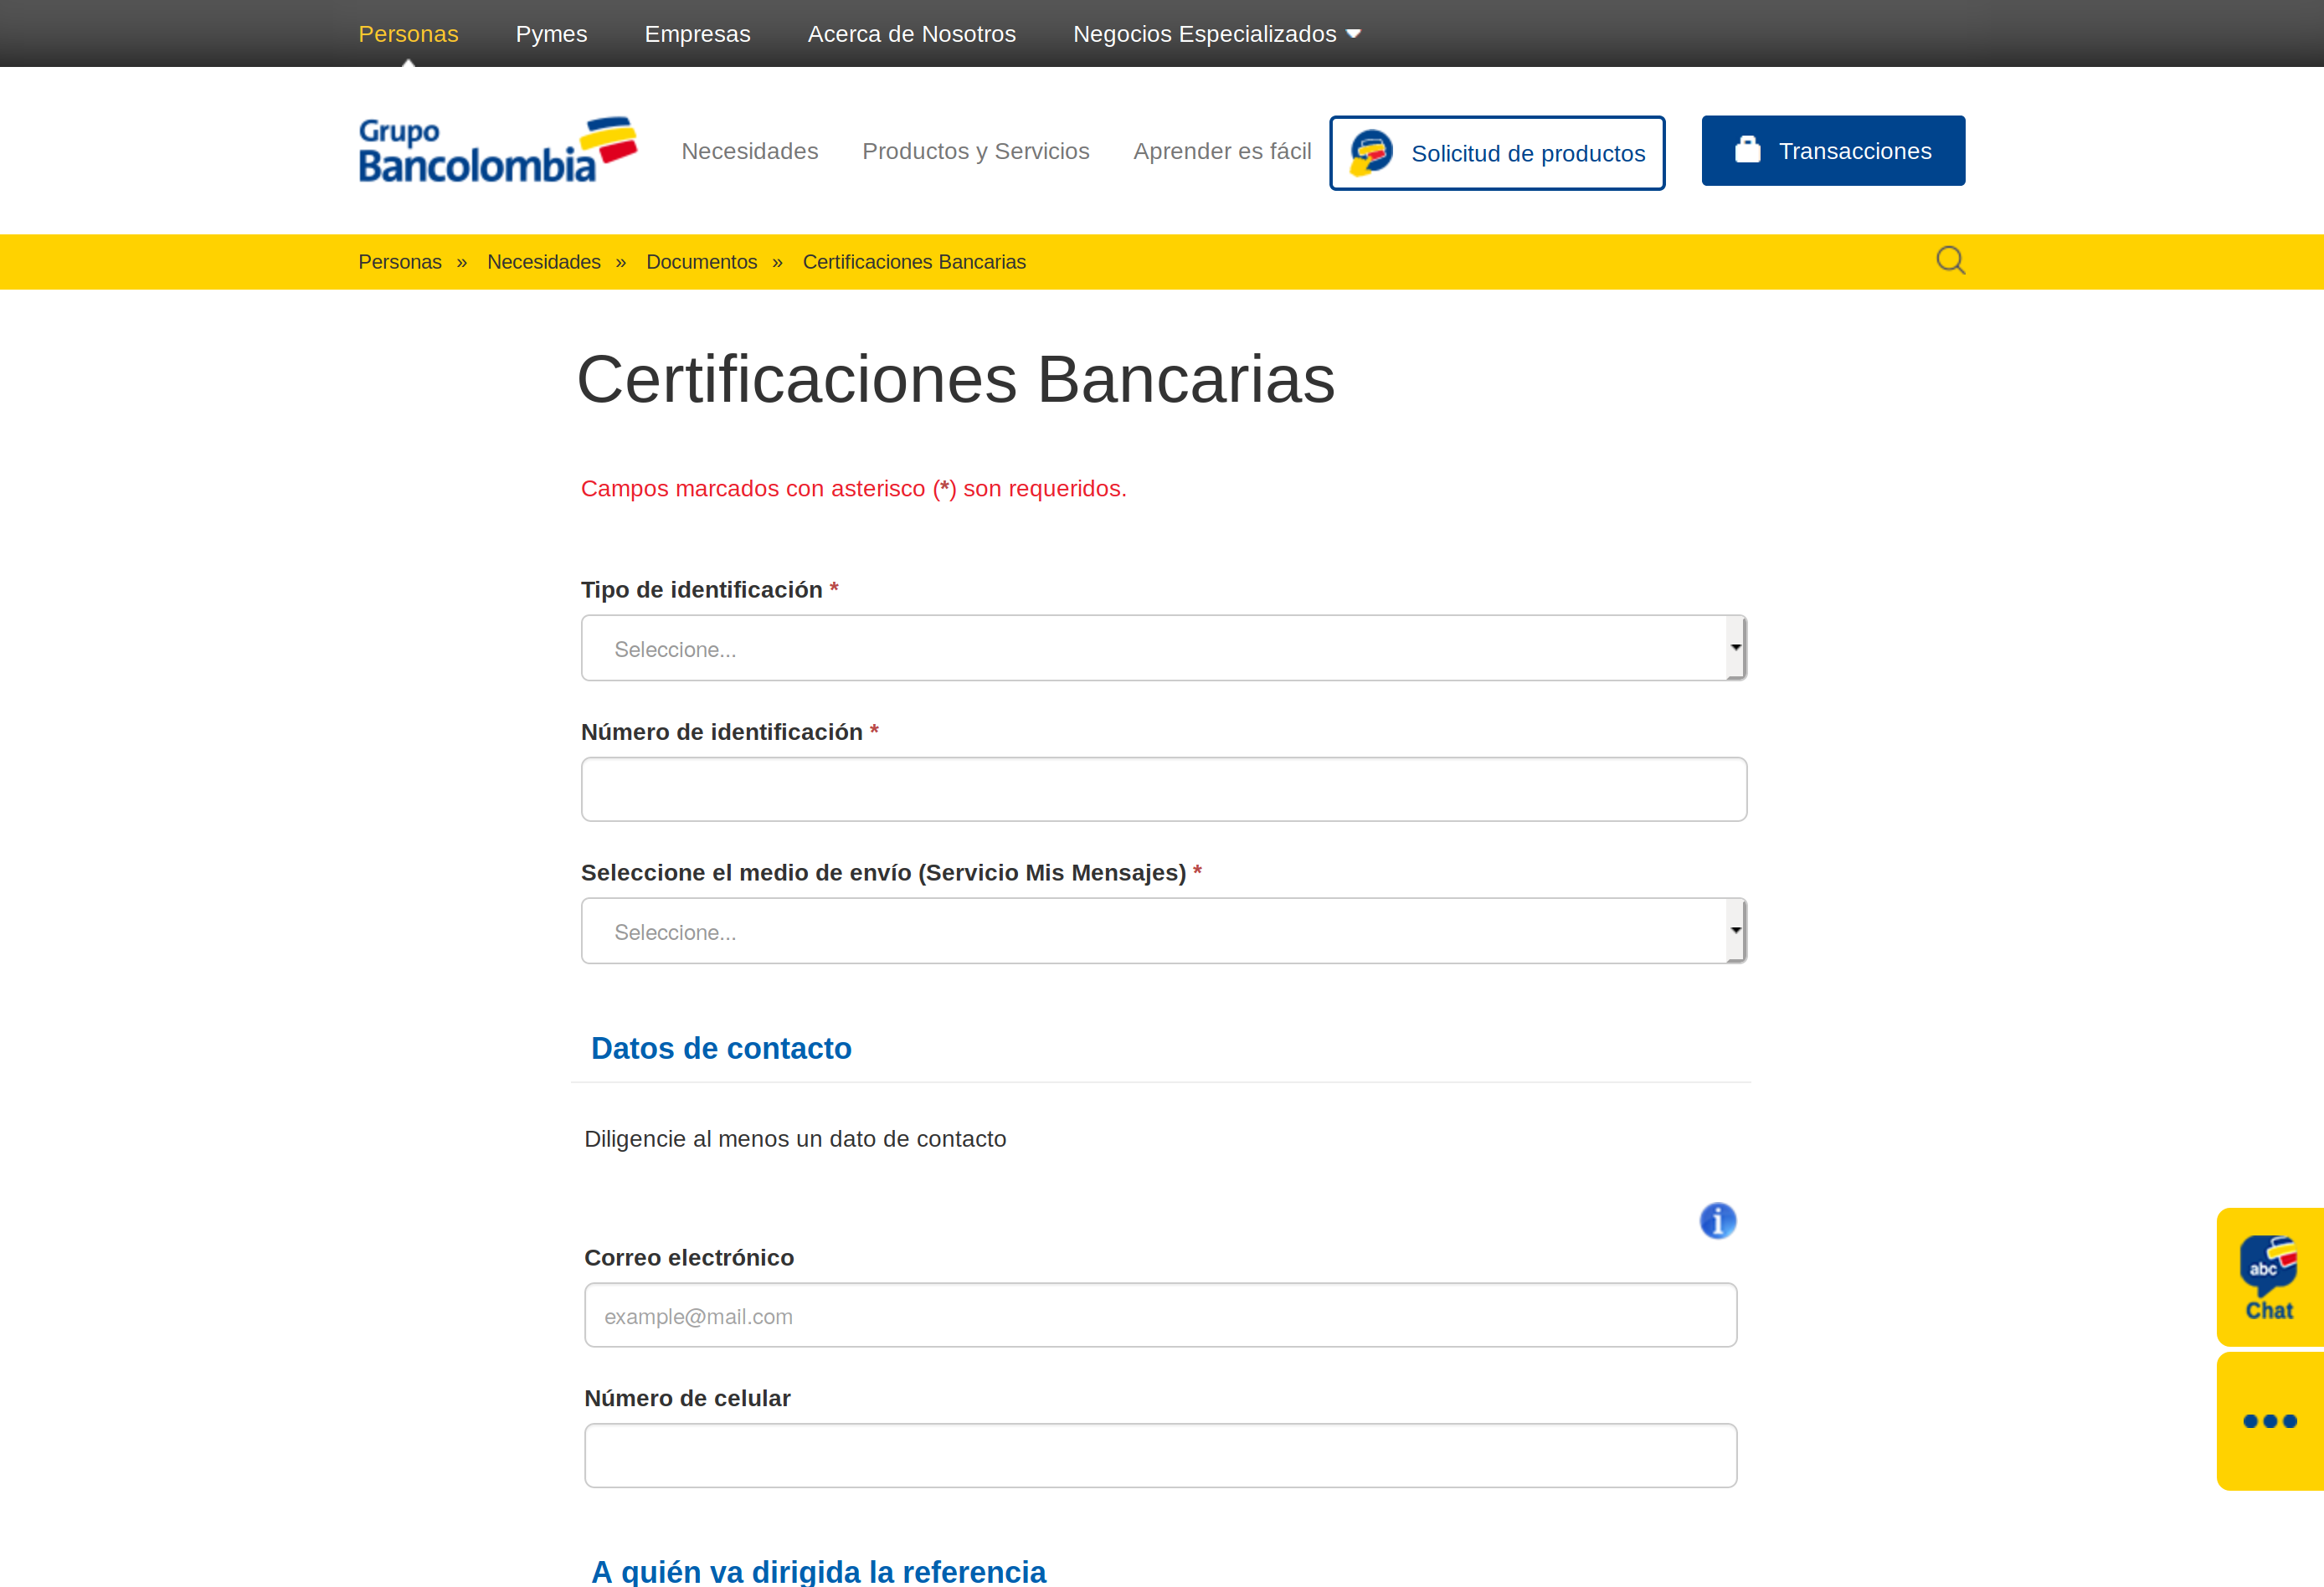 Personas Pymes Empresas Acerca de Nosotros Negocios Especializados
Grupo
Bancolombia
Necesidades Productos y Servicios Aprender es fácil Solicitud de productos Transacciones
Personas » Necesidades » Documentos » Certificaciones Bancarias
Certificaciones Bancarias
Campos marcados con asterisco (*) son requeridos.
Tipo de identificación *
Seleccione...
Número de identificación *
Seleccione el medio de envío (Servicio Mis Mensajes) *
Seleccione...
Datos de contacto
Diligencie al menos un dato de contacto
i
Correo electrónico
example@mail.com
abc
Chat
Número de celular
A quién va dirigida la referencia